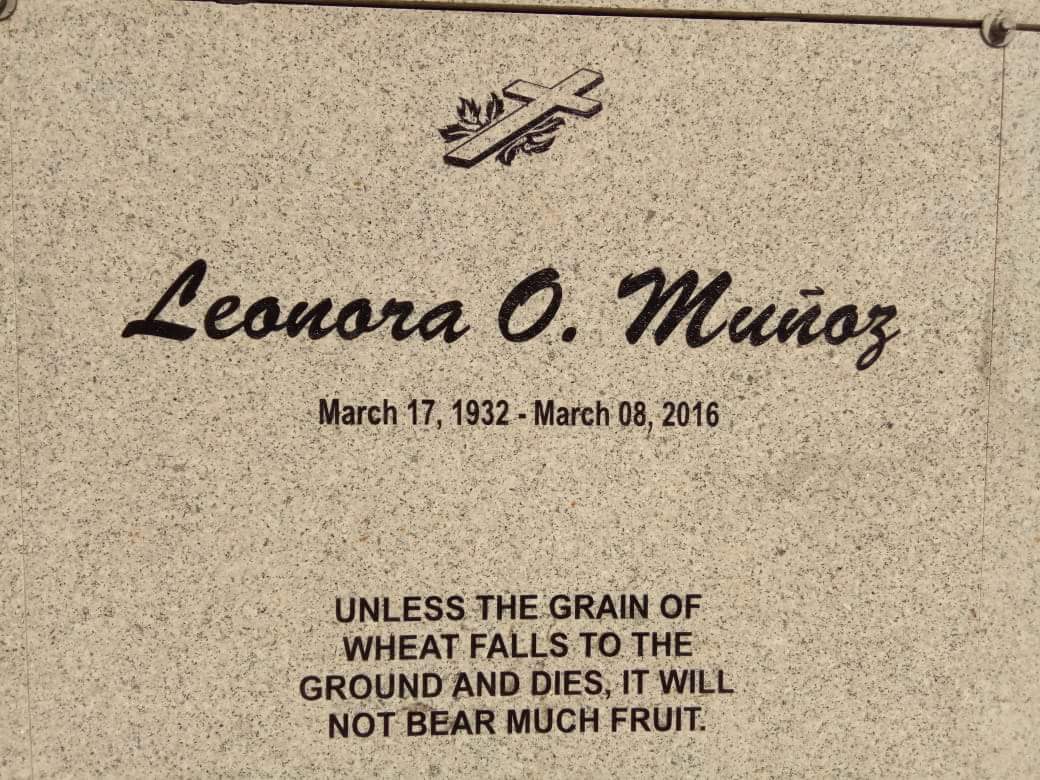 Leonora O. Muñoz
March 17, 1932 - March 08, 2016
UNLESS THE GRAIN OF
WHEAT FALLS TO THE
GROUND AND DIES, IT WILL
NOT BEAR MUCH FRUIT.